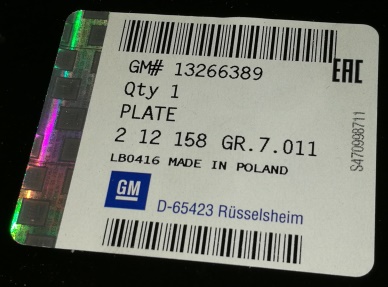 GM# 13266389
EAC
Qty 1
PLATE
2 12 158 GR.7.011
LB0416 MADE IN POLAND
S470998711
GM
D-65423 Rüsselsheim